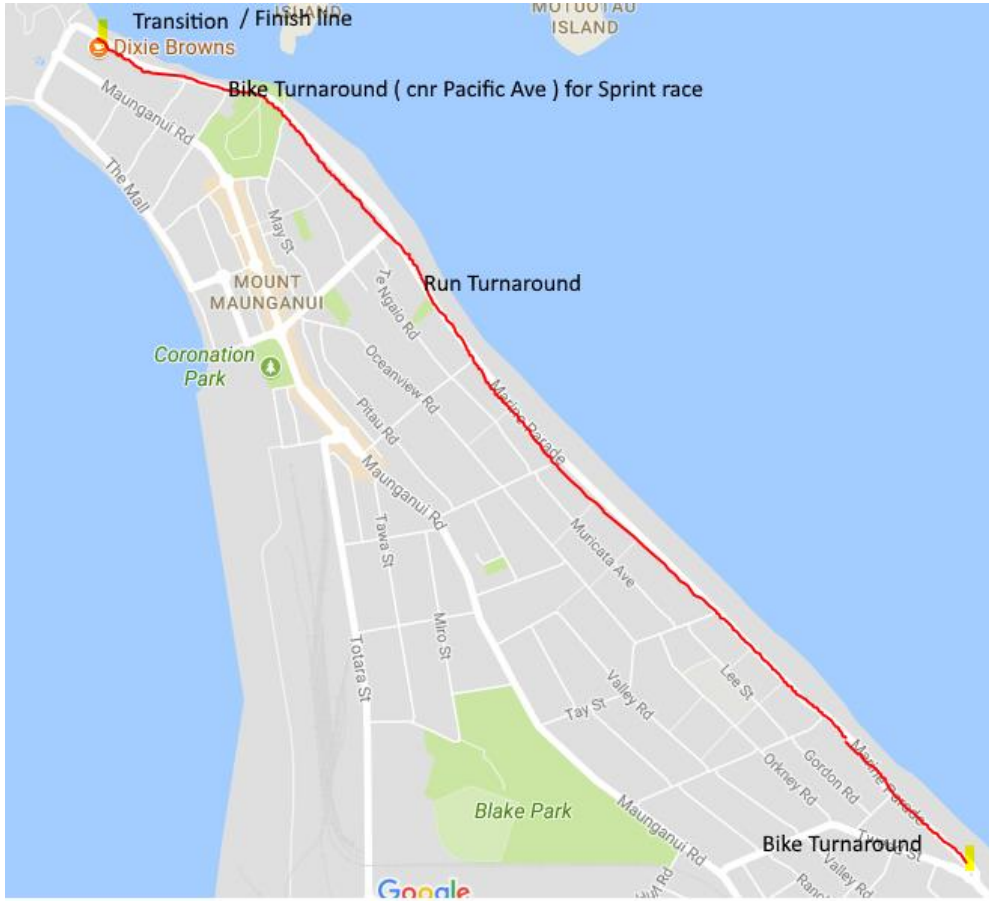 ISLAND
MOTUOTAU
ISLAND
Transition / Finish line
Dixie Browns
Bike Turnaround ( cnr Pacific Ave ) for Sprint race
Maunganui Rd
The Mall
May St
MOUNT
MAUNGANUI
Run Turnaround
Te Ngaio Rd
Coronation
Park
Oceanview Rd
Marine Parade
Pitau Rd
Maunganui Rd
Tawa St
Muricata Ave
Miro St
Totara St
Lee St
Valley Rd
Tay St
Marine Parade
Gordon Rd
Orkney Rd
Blake Park
Maunganui Rd
Bike Turnaround
Valley Rd
Google